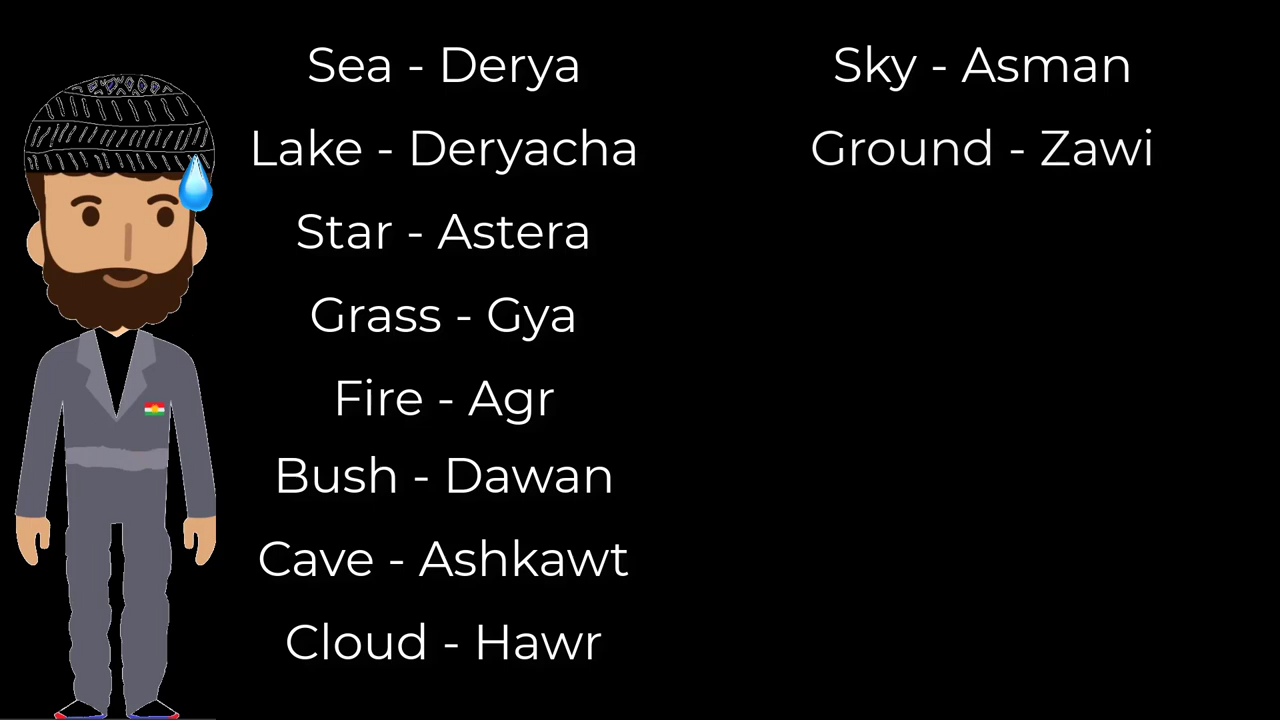 Sea - Derya
Lake - Deryacha
Star - Astera
Grass - Gya
Fire - Agr
Bush - Dawan
Cave - Ashkawt
Cloud - Hawr
Sky - Asman
Ground - Zawi